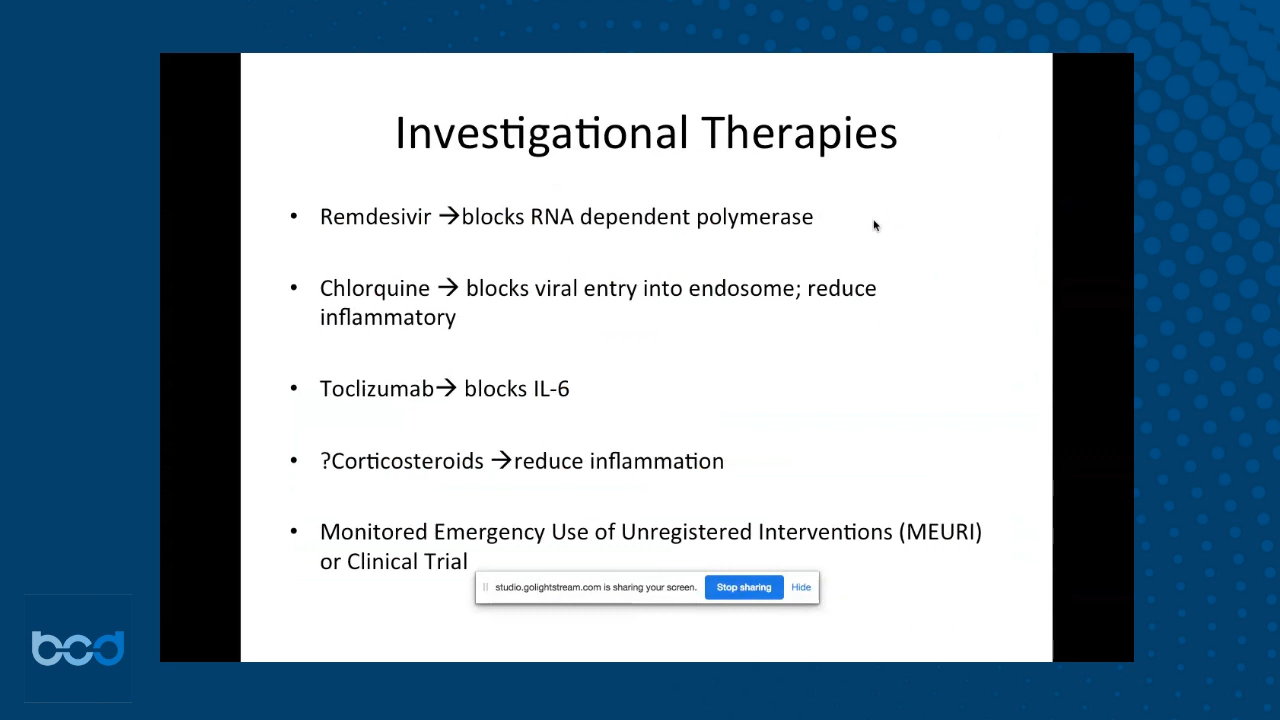 Investigational Therapies
• Remdesivir →blocks RNA dependent polymerase
• Chlorquine → blocks viral entry into endosome; reduce
inflammatory
• Toclizumab→ blocks IL-6
• ?Corticosteroids →reduce inflammation
• Monitored Emergency Use of Unregistered Interventions (MEURI)
or Clinical Trial
studio.golightstream.com is sharing your screen. Stop sharing Hide
bcd